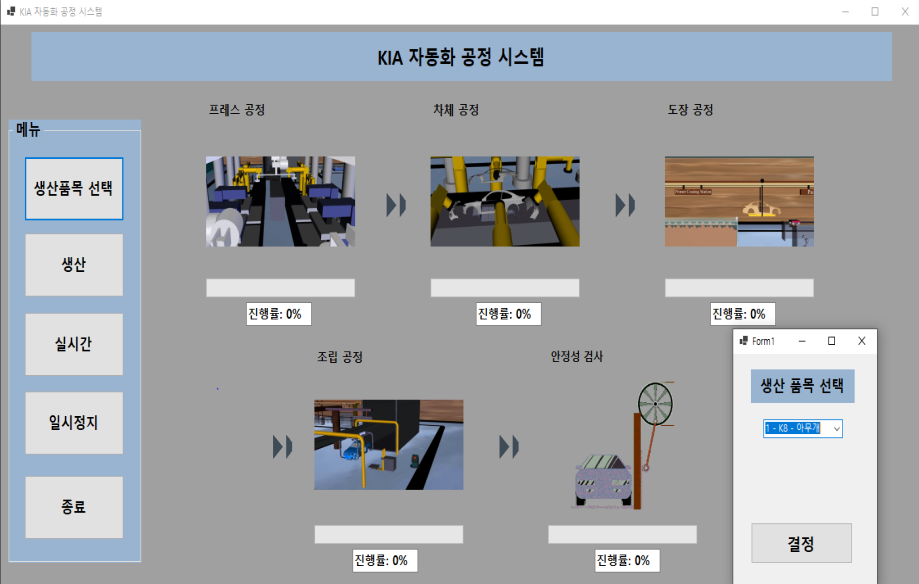 KIA 자동화 공정 시스템
KIA 자동화 공정 시스템
메뉴
생산품목 선택
생산
실시간
일시정지
종료
프레스 공정
차체 공정
도장 공정
진행률: 0%
진행률: 0%
진행률: 0%
조립 공정
안정성 검사
진행률: 0%
진행률: 0%
Form1
생산 품목 선택
1 - K8 - 아무개
결정